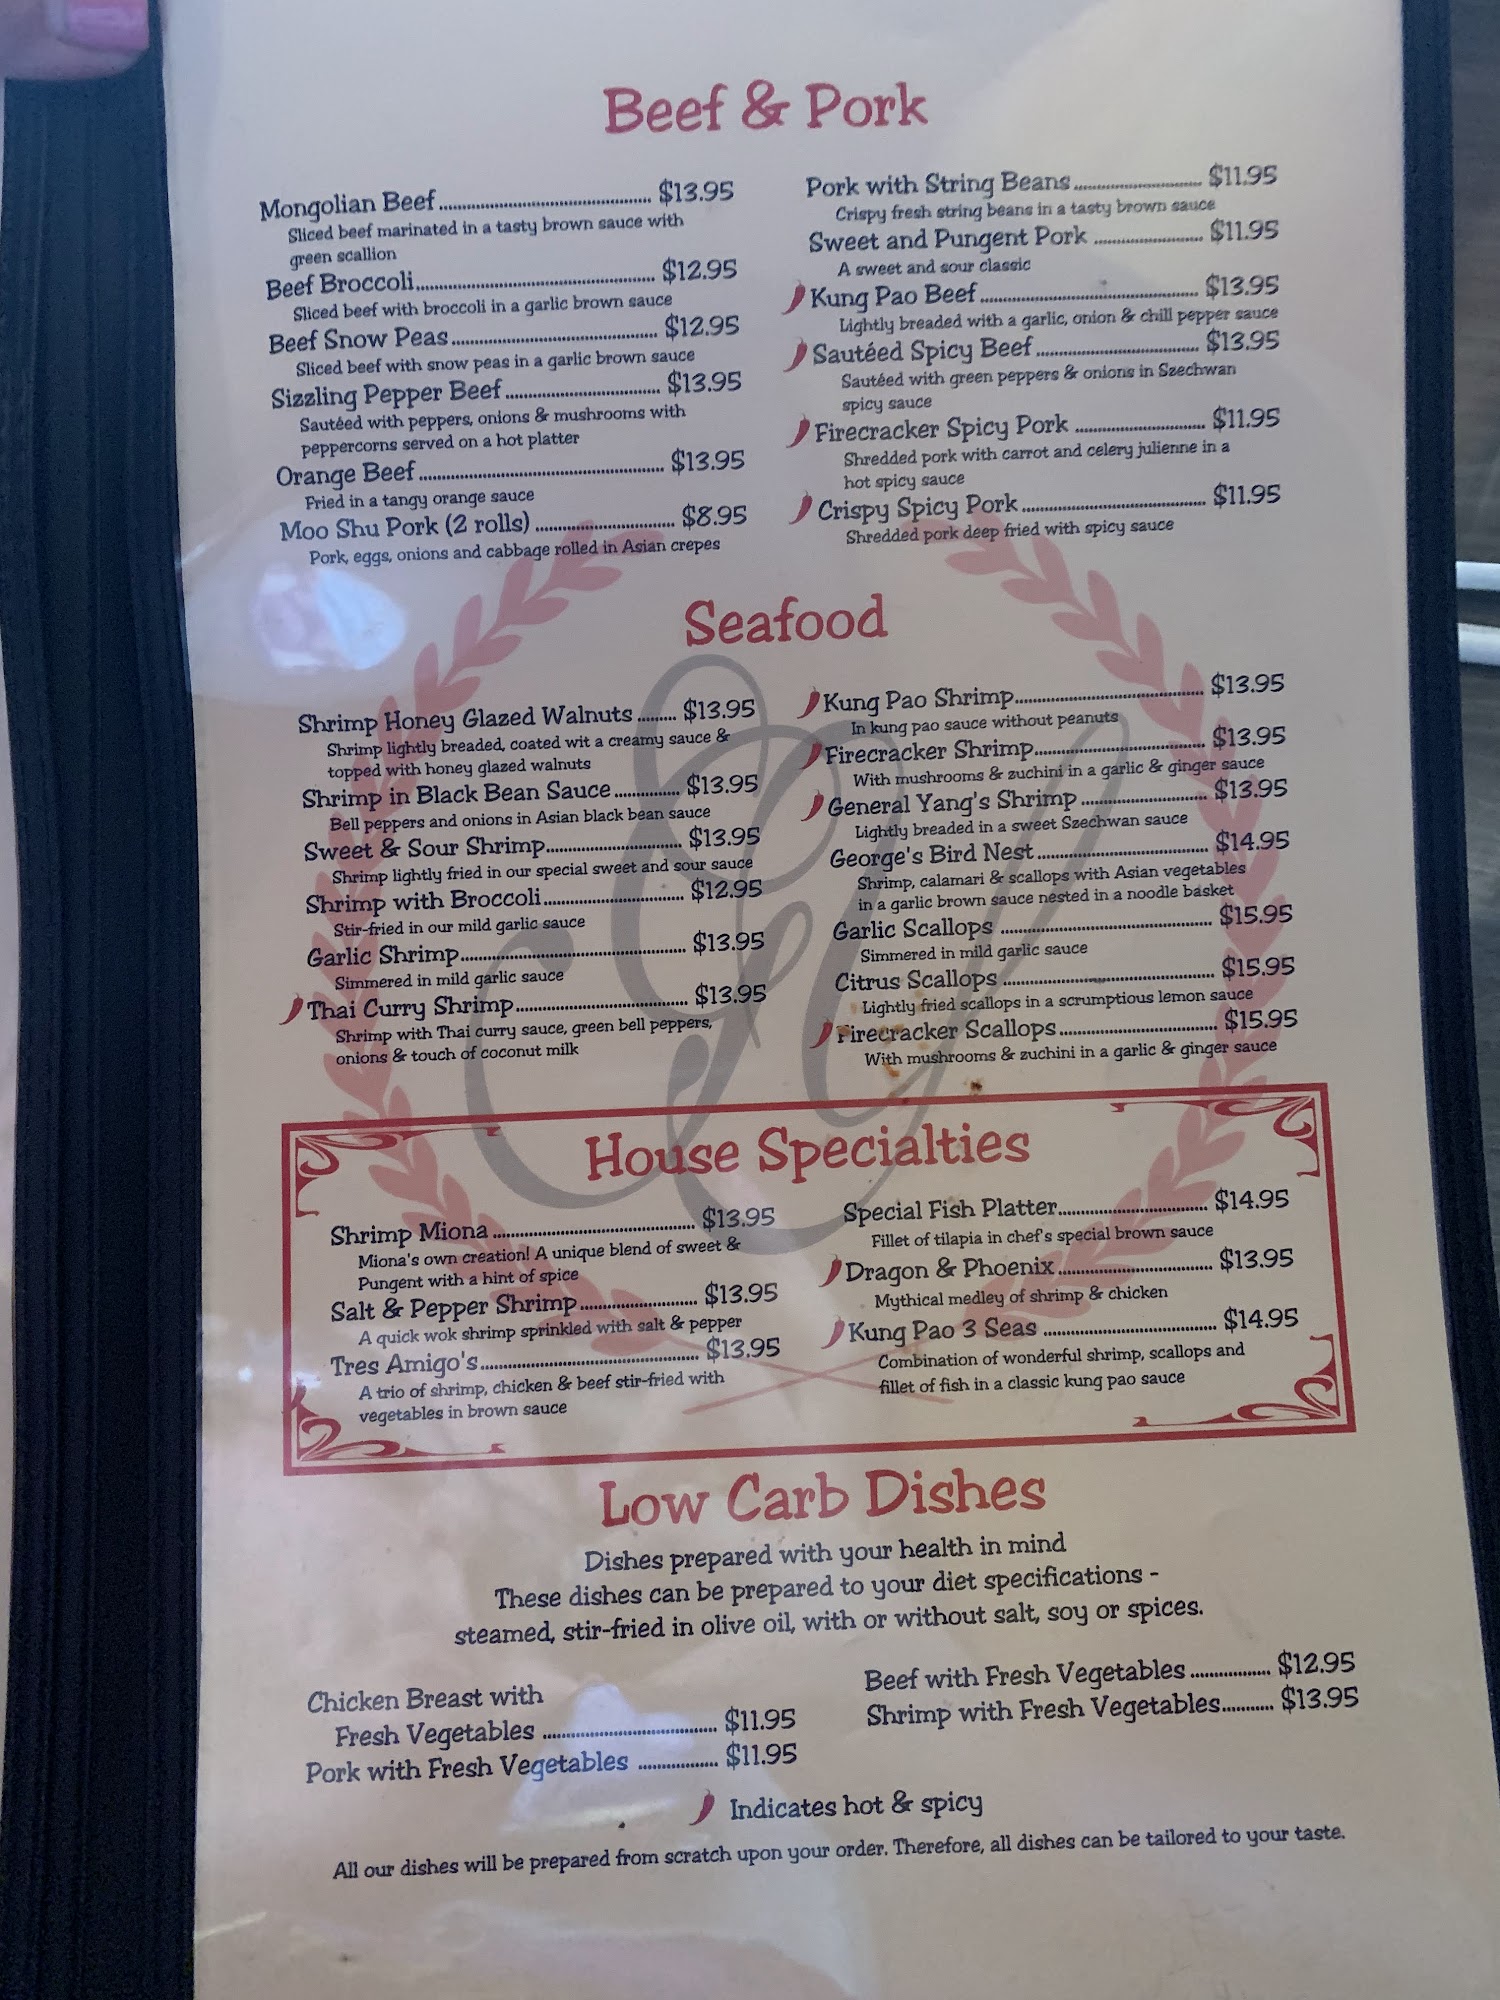 Beef & Pork
Mongolian Beef ........ $13.95
Sliced beef marinated in a tasty brown sauce with
green scallion
Beef Broccoli ........ $12.95
Sliced beef with broccoli in a garlic brown sauce
Beef Snow Peas ........ $12.95
Sliced beef with snow peas in a garlic brown sauce
Sizzling Pepper Beef ........ $13.95
Sautéed with peppers, onions & mushrooms with
peppercorns served on a hot platter
Orange Beef ........ $13.95
Fried in a tangy orange sauce
Moo Shu Pork (2 rolls) ........ $8.95
Pork, eggs, onions and cabbage rolled in Asian crepes
Pork with String Beans ........ $11.95
Crispy fresh string beans in a tasty brown sauce
Sweet and Pungent Pork ........ $11.95
A sweet and sour classic
Kung Pao Beef ........ $13.95
Lightly breaded with a garlic, onion & chill pepper sauce
Sautéed Spicy Beef ........ $13.95
Sautéed with green peppers & onions in Szechwan
spicy sauce
Firecracker Spicy Pork ........ $11.95
Shredded pork with carrot and celery julienne in a
hot spicy sauce
Crispy Spicy Pork ........ $11.95
Shredded pork deep fried with spicy sauce
Seafood
Shrimp Honey Glazed Walnuts ........ $13.95
Shrimp lightly breaded, coated wit a creamy sauce &
topped with honey glazed walnuts
Shrimp in Black Bean Sauce ........ $13.95
Bell peppers and onions in Asian black bean sauce
Sweet & Sour Shrimp ........ $13.95
Shrimp lightly fried in our special sweet and sour sauce
Shrimp with Broccoli ........ $12.95
Stir-fried in our mild garlic sauce
Garlic Shrimp ........ $13.95
Simmered in mild garlic sauce
Thai Curry Shrimp ........ $13.95
Shrimp with Thai curry sauce, green bell peppers,
onions & touch of coconut milk
Kung Pao Shrimp ........ $13.95
In kung pao sauce without peanuts
Firecracker Shrimp ........ $13.95
With mushrooms & zuchini in a garlic & ginger sauce
General Yang's Shrimp ........ $13.95
Lightly breaded in a sweet Szechwan sauce
George's Bird Nest ........ $14.95
Shrimp, calamari & scallops with Asian vegetables
in a garlic brown sauce nested in a noodle basket
Garlic Scallops ........ $15.95
Simmered in mild garlic sauce
Citrus Scallops ........ $15.95
Lightly fried scallops in a scrumptious lemon sauce
Firecracker Scallops ........ $15.95
With mushrooms & zuchini in a garlic & ginger sauce
House Specialties
Shrimp Miona ........ $13.95
Miona's own creation! A unique blend of sweet &
Pungent with a hint of spice
Salt & Pepper Shrimp ........ $13.95
A quick wok shrimp sprinkled with salt & pepper
Tres Amigo's ........ $13.95
A trio of shrimp, chicken & beef stir-fried with
vegetables in brown sauce
Special Fish Platter ........ $14.95
Fillet of tilapia in chef's special brown sauce
Dragon & Phoenix ........ $13.95
Mythical medley of shrimp & chicken
Kung Pao 3 Seas ........ $14.95
Combination of wonderful shrimp, scallops and
fillet of fish in a classic kung pao sauce
Low Carb Dishes
Dishes prepared with your health in mind
These dishes can be prepared to your diet specifications -
steamed, stir-fried in olive oil, with or without salt, soy or spices.
Chicken Breast with
Fresh Vegetables ........ $11.95
Pork with Fresh Vegetables ........ $11.95
Beef with Fresh Vegetables ........ $12.95
Shrimp with Fresh Vegetables ........ $13.95
Indicates hot & spicy
All our dishes will be prepared from scratch upon your order. Therefore, all dishes can be tailored to your taste.